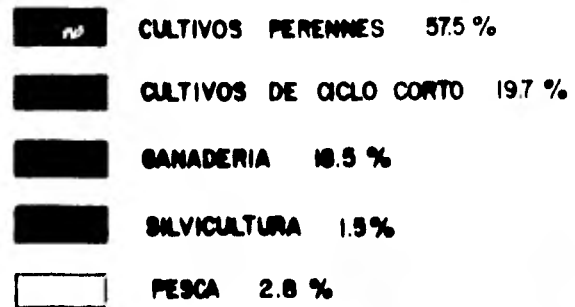 CULTIVOS PERENNES 57.5 %
CULTIVOS DE CICLO CORTO 19.7 %
GANADERIA 18.5 %
SILVICULTURA 1.5 %
PESCA 2.8 %